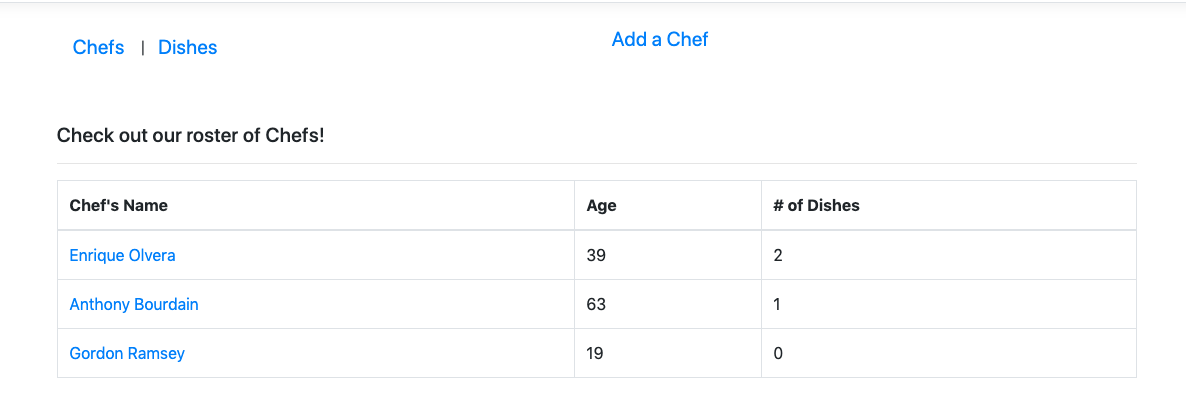 Chefs | Dishes
Add a Chef
Check out our roster of Chefs!
Chef's Name Age # of Dishes
Enrique Olvera 39 2
Anthony Bourdain 63 1
Gordon Ramsey 19 0